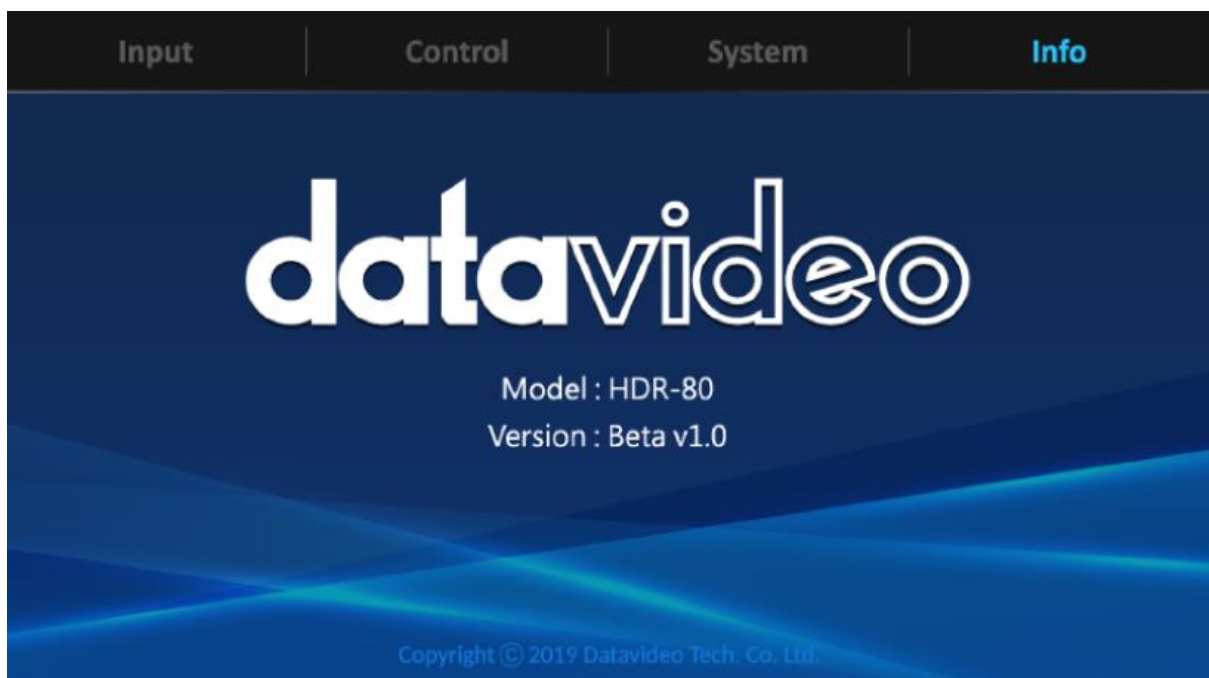 Input Control System Info
datavideo
Model : HDR-80
Version : Beta v1.0
Copyright ⓒ 2019 Datavideo Tech. Co. Ltd.